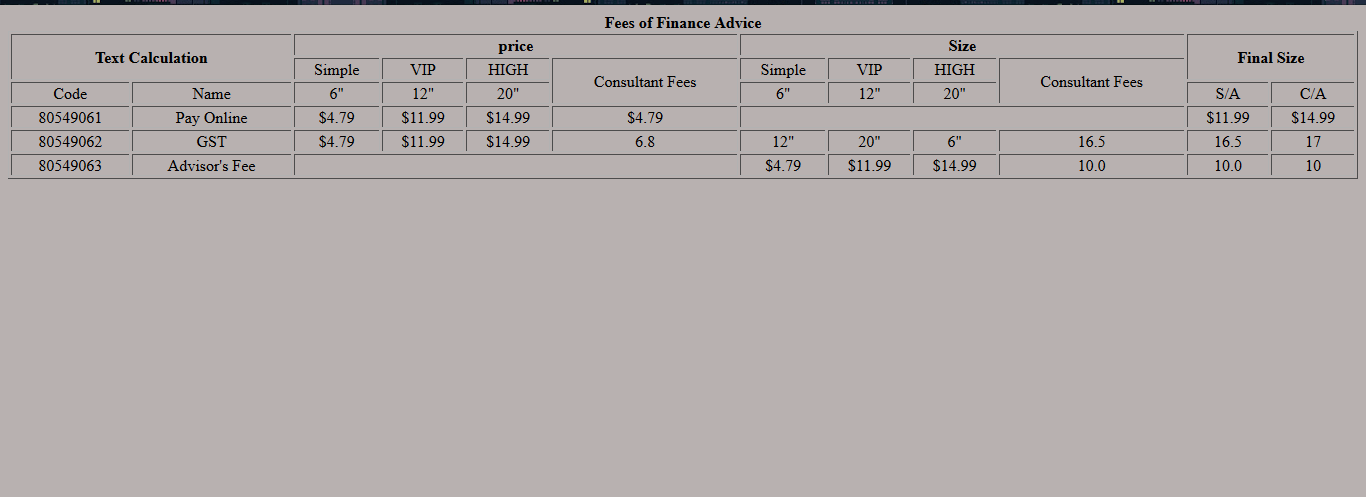 Fees of Finance Advice
Text Calculation price Size Final Size
Simple VIP HIGH Consultant Fees Simple VIP HIGH Consultant Fees
Code Name 6" 12" 20" 6" 12" 20" S/A C/A
80549061 Pay Online $4.79 $11.99 $14.99 $4.79 $11.99 $14.99
80549062 GST $4.79 $11.99 $14.99 6.8 12" 20" 6" 16.5 16.5 17
80549063 Advisor's Fee $4.79 $11.99 $14.99 10.0 10.0 10